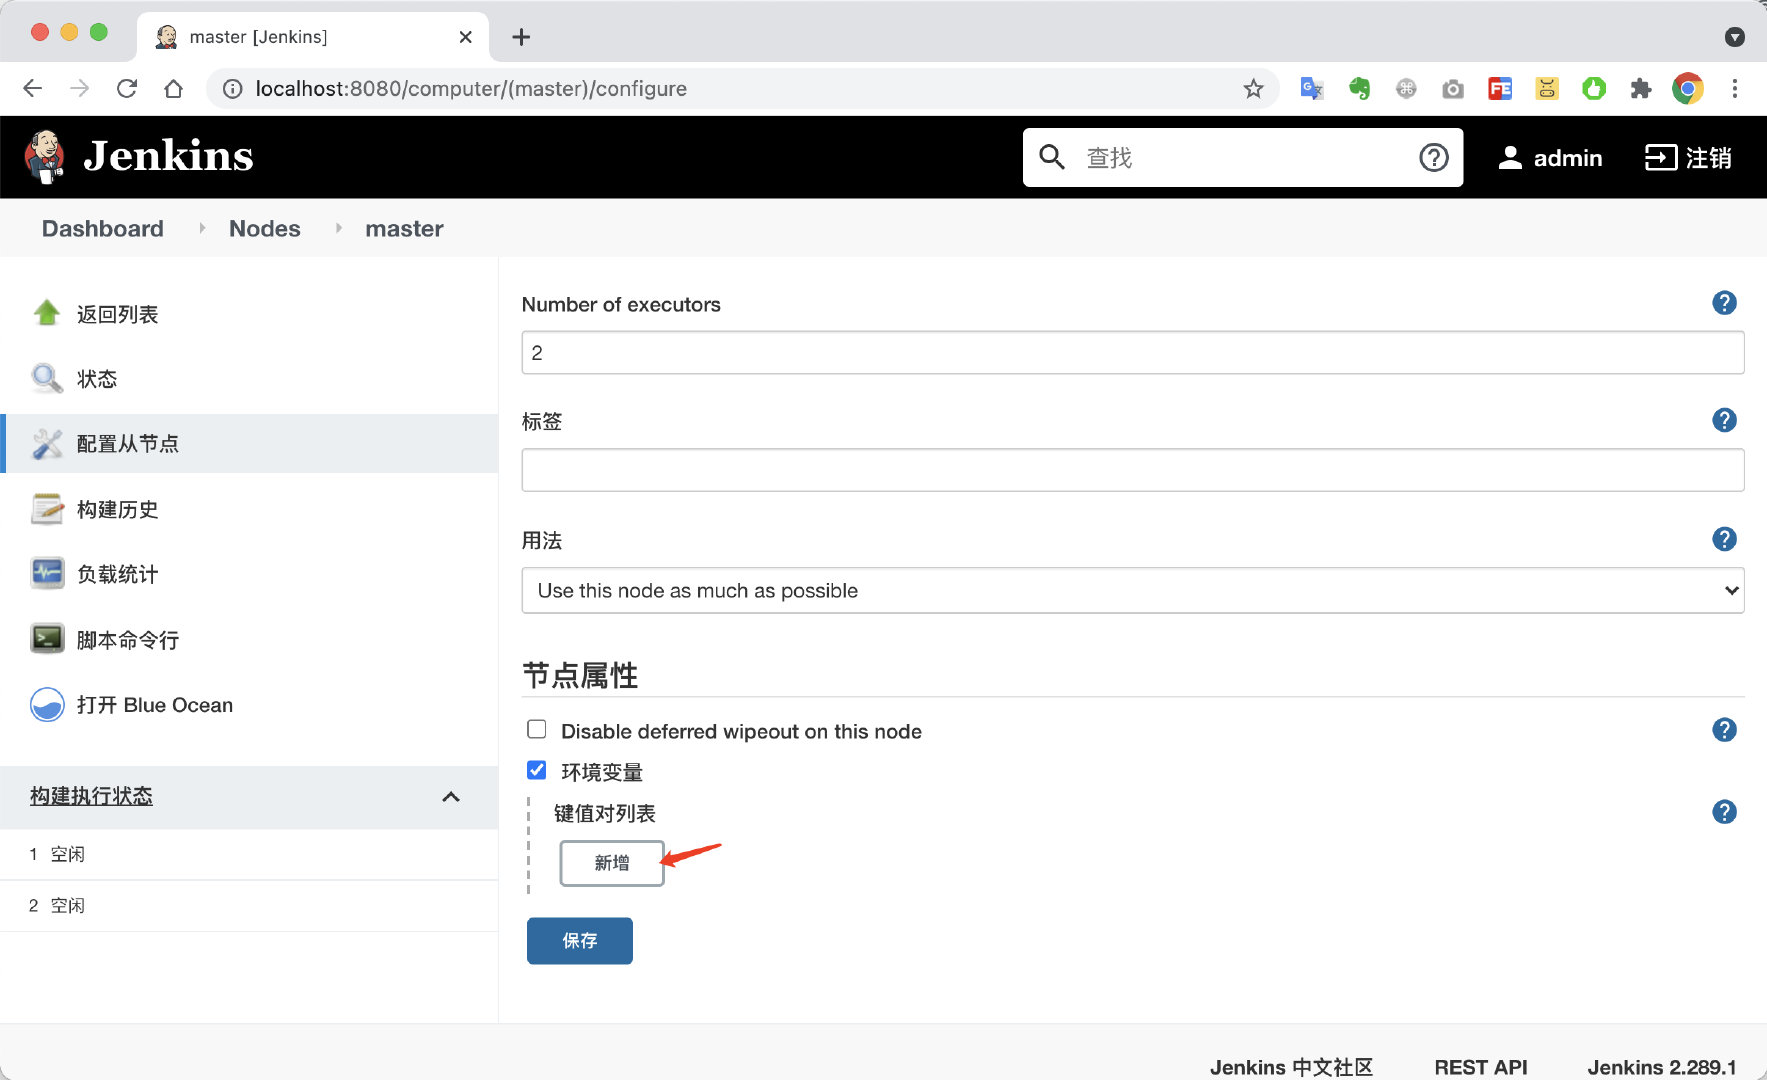 master [Jenkins]
localhost:8080/computer/(master)/configure
Jenkins
查找
admin
注销
Dashboard
Nodes
master
返回列表
状态
配置从节点
构建历史
负载统计
脚本命令行
打开 Blue Ocean
构建执行状态
1 空闲
2 空闲
Number of executors
2
标签
用法
Use this node as much as possible
节点属性
Disable deferred wipeout on this node
环境变量
键值对列表
新增
保存
Jenkins 中文社区
REST API
Jenkins 2.289.1